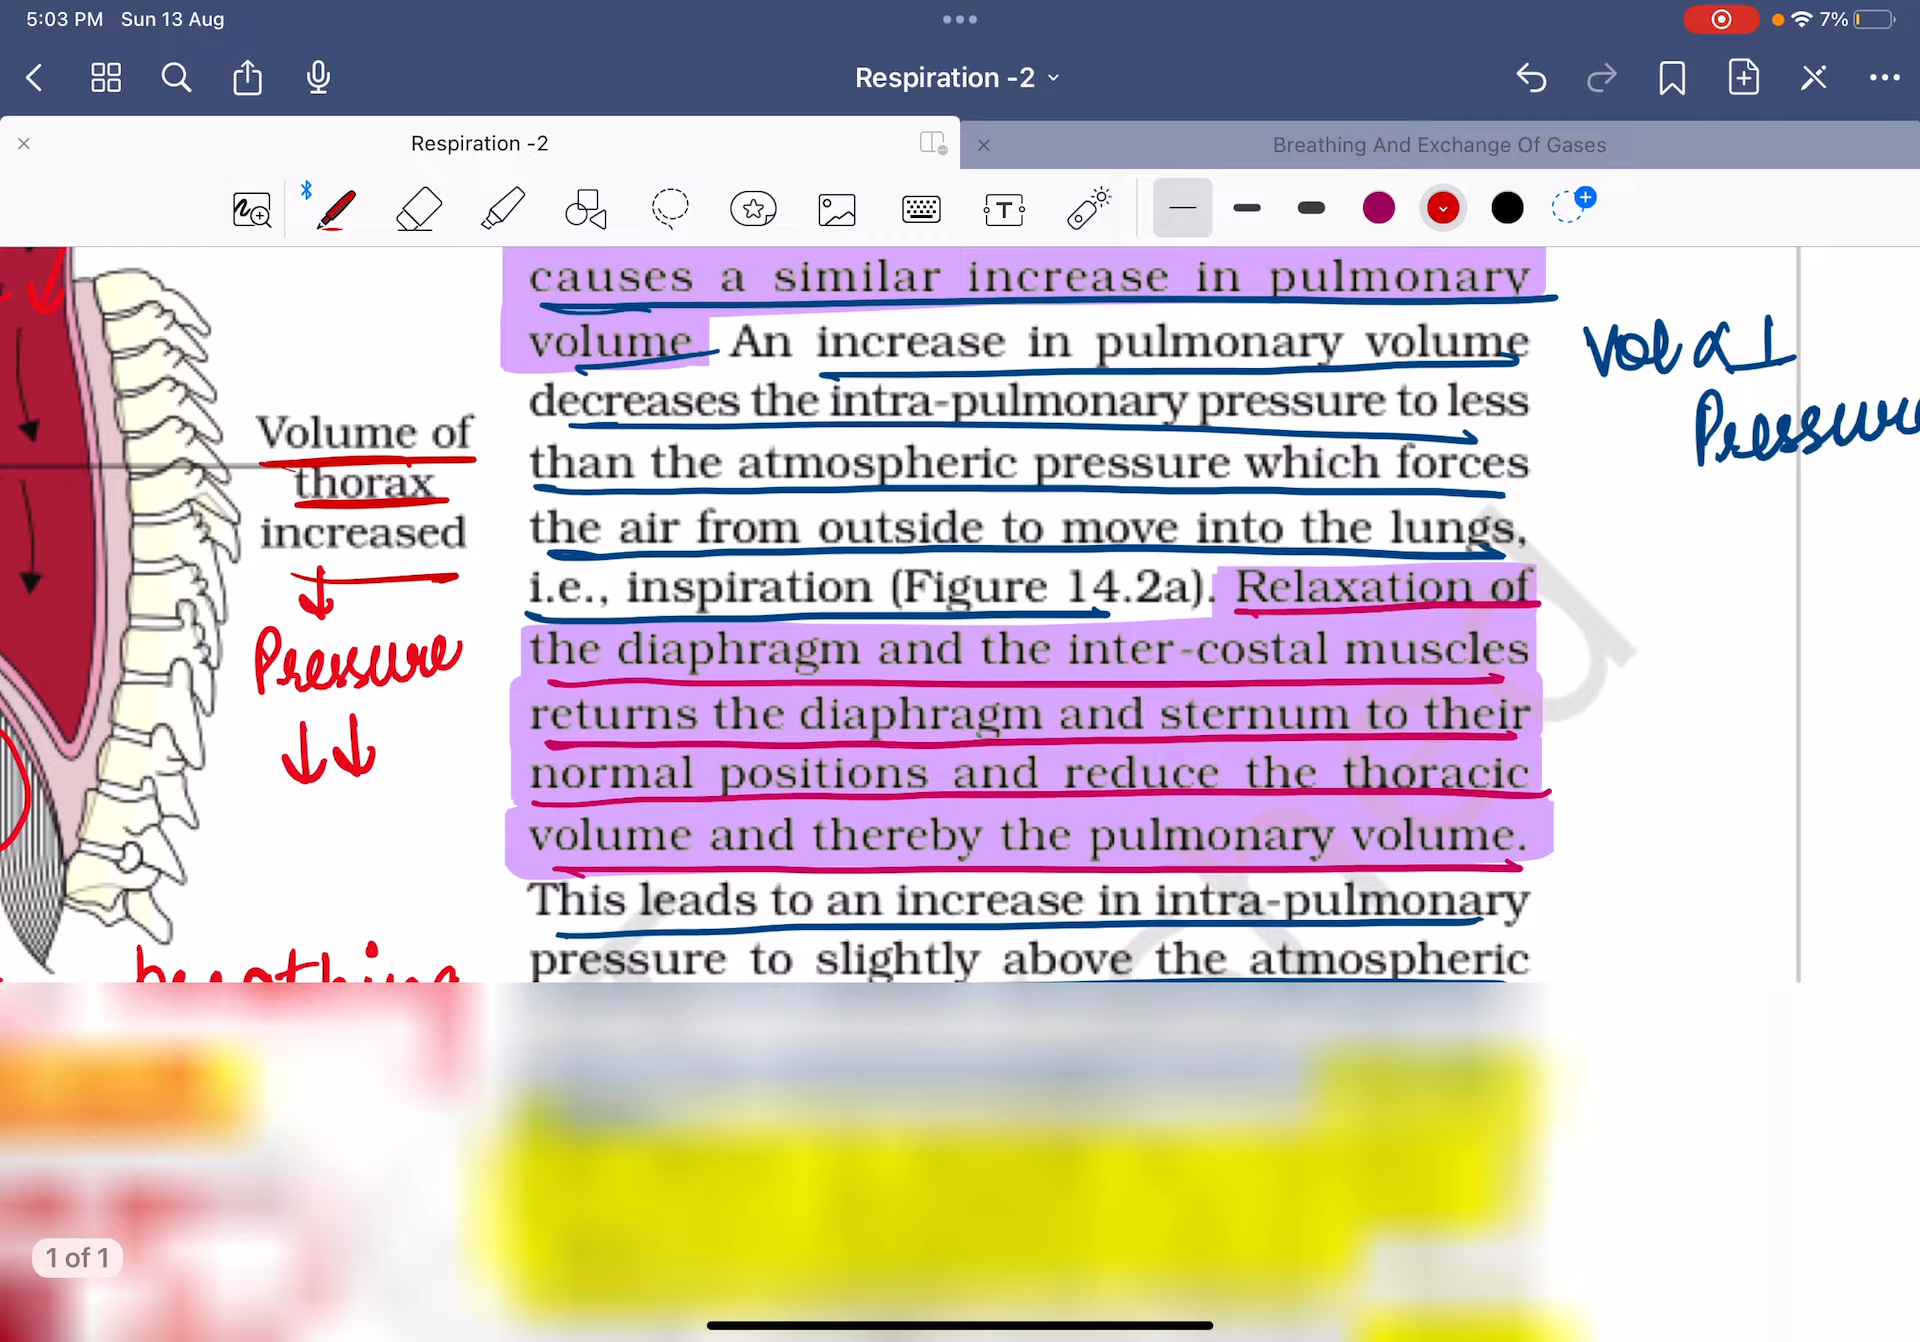 5:03 PM Sun 13 Aug
7%
Respiration -2
Respiration -2
Breathing And Exchange Of Gases
causes a similar increase in pulmonary
volume. An increase in pulmonary volume
decreases the intra-pulmonary pressure to less
than the atmospheric pressure which forces
the air from outside to move into the lungs,
i.e., inspiration (Figure 14.2a). Relaxation of
the diaphragm and the inter-costal muscles
returns the diaphragm and sternum to their
normal positions and reduce the thoracic
volume and thereby the pulmonary volume.
This leads to an increase in intra-pulmonary
pressure to slightly above the atmospheric
Volume of
thorax
increased
Pressure
breathing
Vol α 1
Pressure
1 of 1